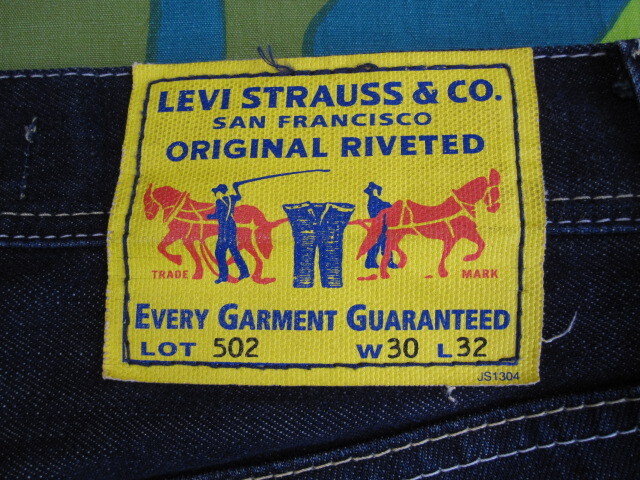 LEVI STRAUSS & CO.
SAN FRANCISCO
ORIGINAL RIVETED
TRADE MARK
EVERY GARMENT GUARANTEED
LOT 502 W30 L32
JS1304